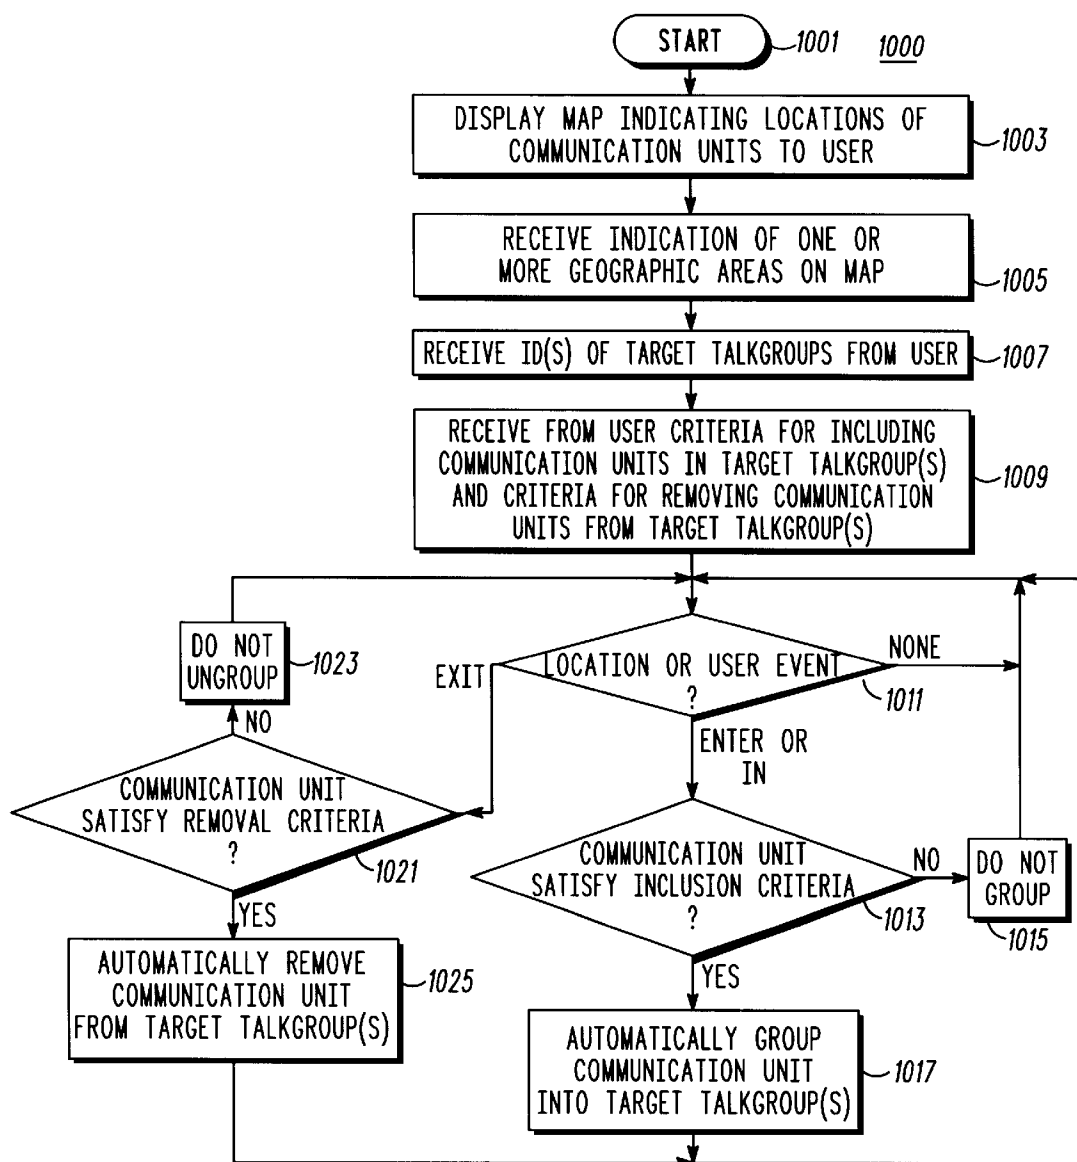 START
1001
1000
DISPLAY MAP INDICATING LOCATIONS OF
COMMUNICATION UNITS TO USER
1003
RECEIVE INDICATION OF ONE OR
MORE GEOGRAPHIC AREAS ON MAP
1005
RECEIVE ID(S) OF TARGET TALKGROUPS FROM USER
1007
RECEIVE FROM USER CRITERIA FOR INCLUDING
COMMUNICATION UNITS IN TARGET TALKGROUP(S)
AND CRITERIA FOR REMOVING COMMUNICATION
UNITS FROM TARGET TALKGROUP(S)
1009
DO NOT
UNGROUP
1023
LOCATION OR USER EVENT
?
1011
NONE
EXIT
NO
ENTER OR
IN
COMMUNICATION UNIT
SATISFY REMOVAL CRITERIA
?
1021
YES
COMMUNICATION UNIT
SATISFY INCLUSION CRITERIA
?
1013
NO
DO NOT
GROUP
1015
YES
AUTOMATICALLY REMOVE
COMMUNICATION UNIT
FROM TARGET TALKGROUP(S)
1025
AUTOMATICALLY GROUP
COMMUNICATION UNIT
INTO TARGET TALKGROUP(S)
1017